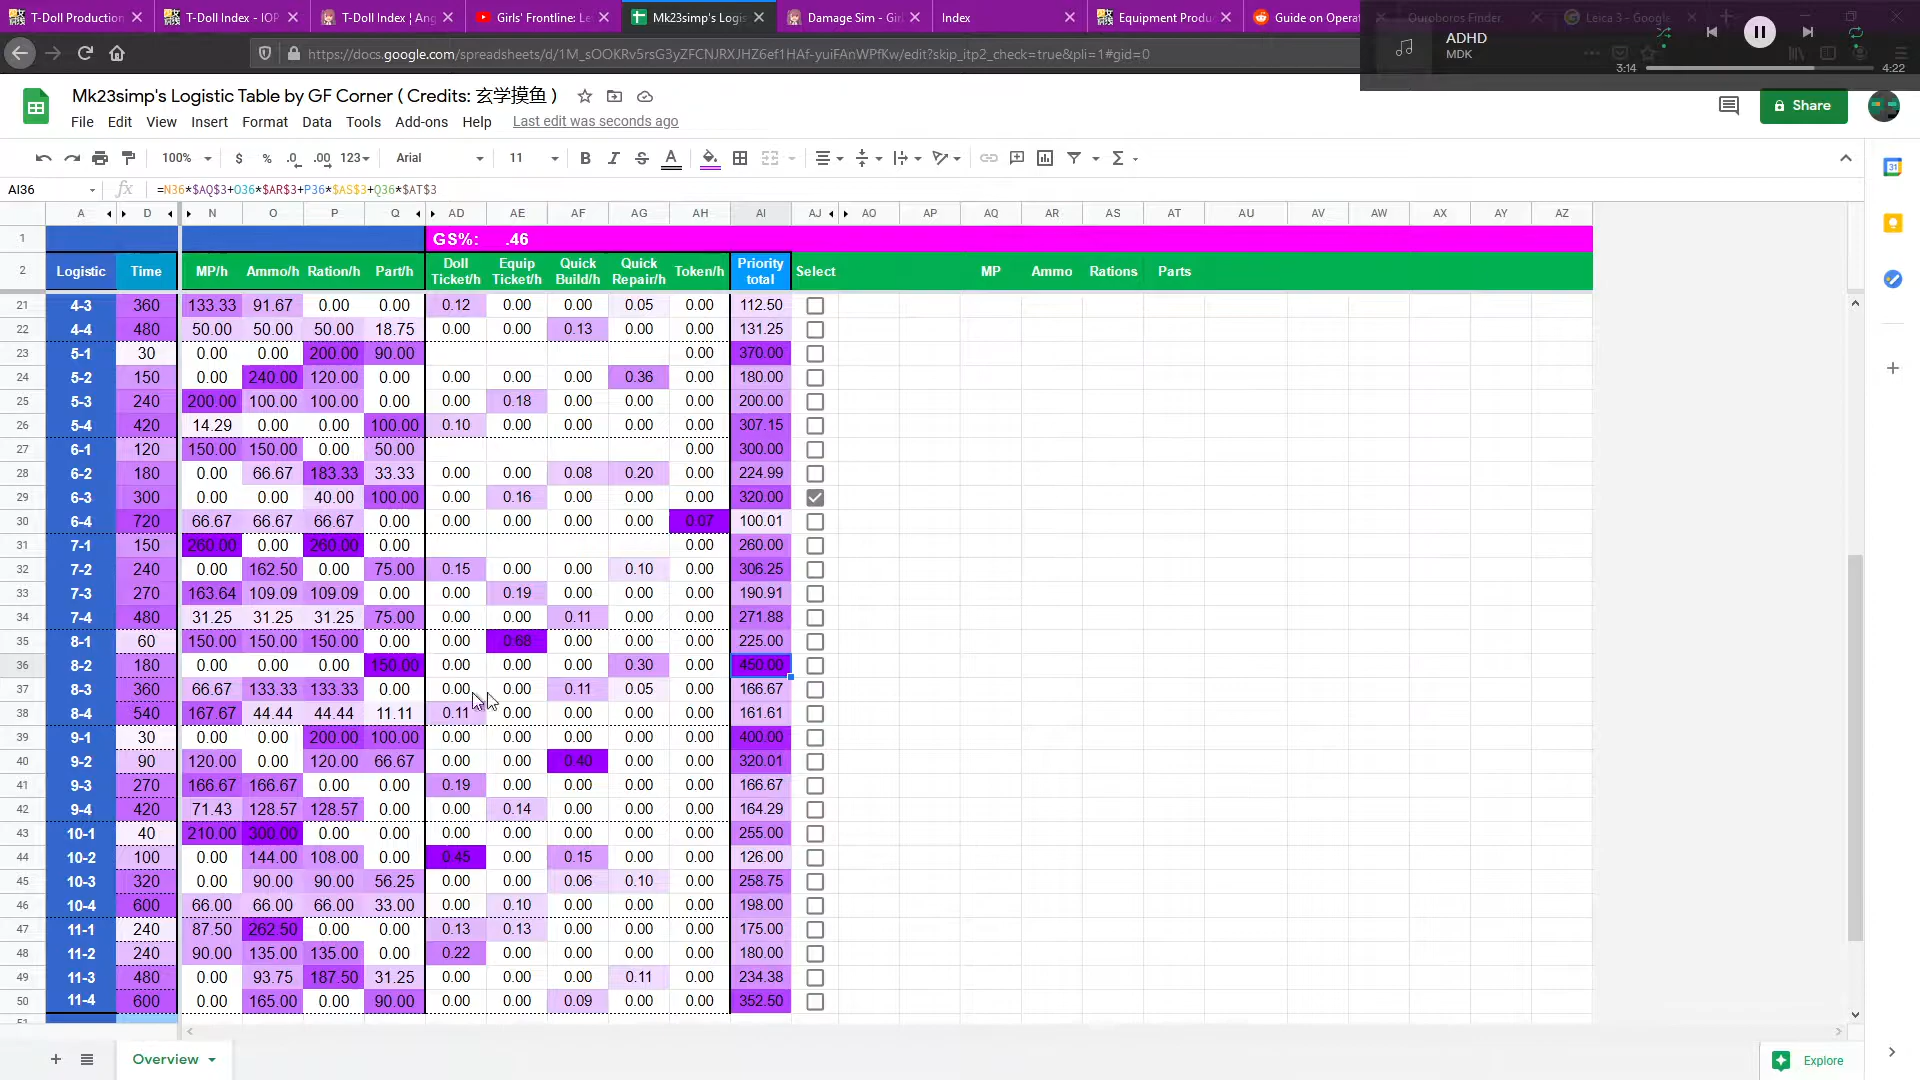 T-Doll Production
T-Doll Index - IOP
T-Doll Index | Ang
Girls' Frontline: Le
Mk23simp's Logis
Damage Sim - Girl
Index
Equipment Produ
Guide on Operat
Ouroboros Finder
Leica 3 - Google
ADHD
MDK
3:14
4:22
https://docs.google.com/spreadsheets/d/1M_sOOKRv5rsG3yZFCNJRXJHZ6ef1HAf-yuiFAnWPfKw/edit?skip_itp2_check=true&pli=1#gid=0
Mk23simp's Logistic Table by GF Corner ( Credits: 玄学摸鱼 )
File Edit View Insert Format Data Tools Add-ons Help Last edit was seconds ago
Share
100% $ % .0 .00 123 Arial 11 B I S A
AI36 fx =N36*$AQ$3+O36*$AR$3+P36*$AS$3+Q36*$AT$3
A D N O P Q AD AE AF AG AH AI AJ AO AP AQ AR AS AT AU AV AW AX AY AZ
1 GS%: .46
2 Logistic Time MP/h Ammo/h Ration/h Part/h Doll Ticket/h Equip Ticket/h Quick Build/h Quick Repair/h Token/h Priority total Select MP Ammo Rations Parts
21 4-3 360 133.33 91.67 0.00 0.00 0.12 0.00 0.00 0.05 0.00 112.50
22 4-4 480 50.00 50.00 50.00 18.75 0.00 0.00 0.13 0.00 0.00 131.25
23 5-1 30 0.00 0.00 200.00 90.00 0.00 370.00
24 5-2 150 0.00 240.00 120.00 0.00 0.00 0.00 0.00 0.36 0.00 180.00
25 5-3 240 200.00 100.00 100.00 0.00 0.00 0.18 0.00 0.00 0.00 200.00
26 5-4 420 14.29 0.00 0.00 100.00 0.10 0.00 0.00 0.00 0.00 307.15
27 6-1 120 150.00 150.00 0.00 50.00 0.00 300.00
28 6-2 180 0.00 66.67 183.33 33.33 0.00 0.00 0.08 0.20 0.00 224.99
29 6-3 300 0.00 0.00 40.00 100.00 0.00 0.16 0.00 0.00 0.00 320.00
30 6-4 720 66.67 66.67 66.67 0.00 0.00 0.00 0.00 0.00 0.07 100.01
31 7-1 150 260.00 0.00 260.00 0.00 0.00 260.00
32 7-2 240 0.00 162.50 0.00 75.00 0.15 0.00 0.00 0.10 0.00 306.25
33 7-3 270 163.64 109.09 109.09 0.00 0.00 0.19 0.00 0.00 0.00 190.91
34 7-4 480 31.25 31.25 31.25 75.00 0.00 0.00 0.11 0.00 0.00 271.88
35 8-1 60 150.00 150.00 150.00 0.00 0.00 0.68 0.00 0.00 0.00 225.00
36 8-2 180 0.00 0.00 0.00 150.00 0.00 0.00 0.00 0.30 0.00 450.00
37 8-3 360 66.67 133.33 133.33 0.00 0.00 0.00 0.11 0.05 0.00 166.67
38 8-4 540 167.67 44.44 44.44 11.11 0.11 0.00 0.00 0.00 0.00 161.61
39 9-1 30 0.00 0.00 200.00 100.00 0.00 0.00 0.00 0.00 0.00 400.00
40 9-2 90 120.00 0.00 120.00 66.67 0.00 0.00 0.40 0.00 0.00 320.01
41 9-3 270 166.67 166.67 0.00 0.00 0.19 0.00 0.00 0.00 0.00 166.67
42 9-4 420 71.43 128.57 128.57 0.00 0.00 0.14 0.00 0.00 0.00 164.29
43 10-1 40 210.00 300.00 0.00 0.00 0.00 0.00 0.00 0.00 0.00 255.00
44 10-2 100 0.00 144.00 108.00 0.00 0.45 0.00 0.15 0.00 0.00 126.00
45 10-3 320 0.00 90.00 90.00 56.25 0.00 0.00 0.06 0.10 0.00 258.75
46 10-4 600 66.00 66.00 66.00 33.00 0.00 0.10 0.00 0.00 0.00 198.00
47 11-1 240 87.50 262.50 0.00 0.00 0.13 0.13 0.00 0.00 0.00 175.00
48 11-2 240 90.00 135.00 135.00 0.00 0.22 0.00 0.00 0.00 0.00 180.00
49 11-3 480 0.00 93.75 187.50 31.25 0.00 0.00 0.00 0.11 0.00 234.38
50 11-4 600 0.00 165.00 0.00 90.00 0.00 0.00 0.09 0.00 0.00 352.50
51
Overview
Explore